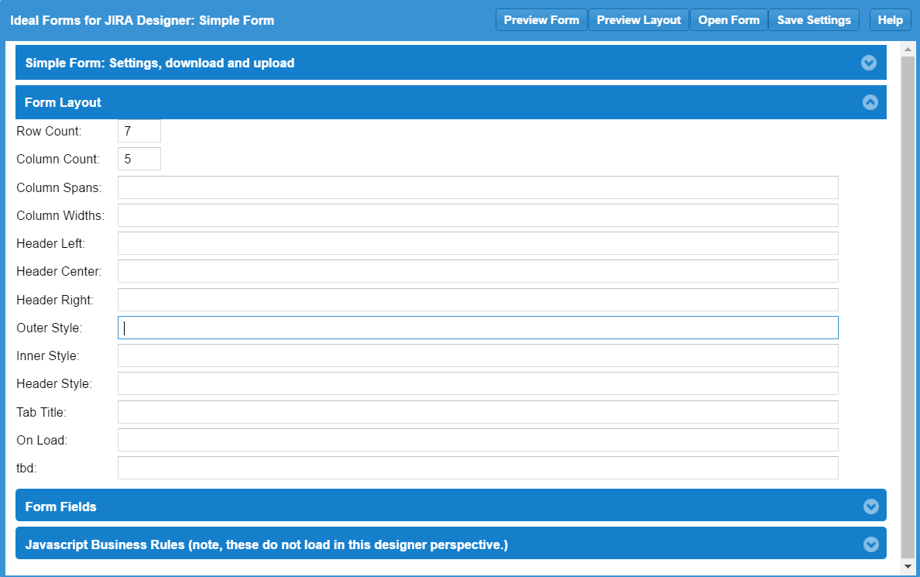 Ideal Forms for JIRA Designer: Simple Form Preview Form Preview Layout Open Form Save Settings Help
Simple Form: Settings, download and upload
Form Layout
Row Count: 7
Column Count: 5
Column Spans:
Column Widths:
Header Left:
Header Center:
Header Right:
Outer Style:
Inner Style:
Header Style:
Tab Title:
On Load:
tbd:
Form Fields
Javascript Business Rules (note, these do not load in this designer perspective.)